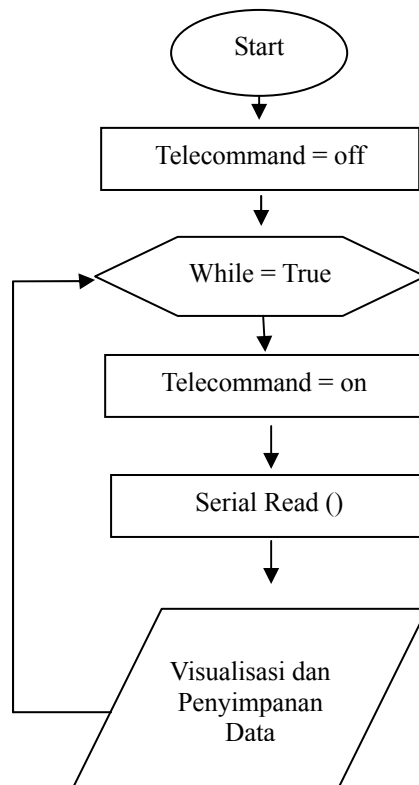 Start
Telecommand = off
While = True
Telecommand = on
Serial Read ()
Visualisasi dan
Penyimpanan
Data